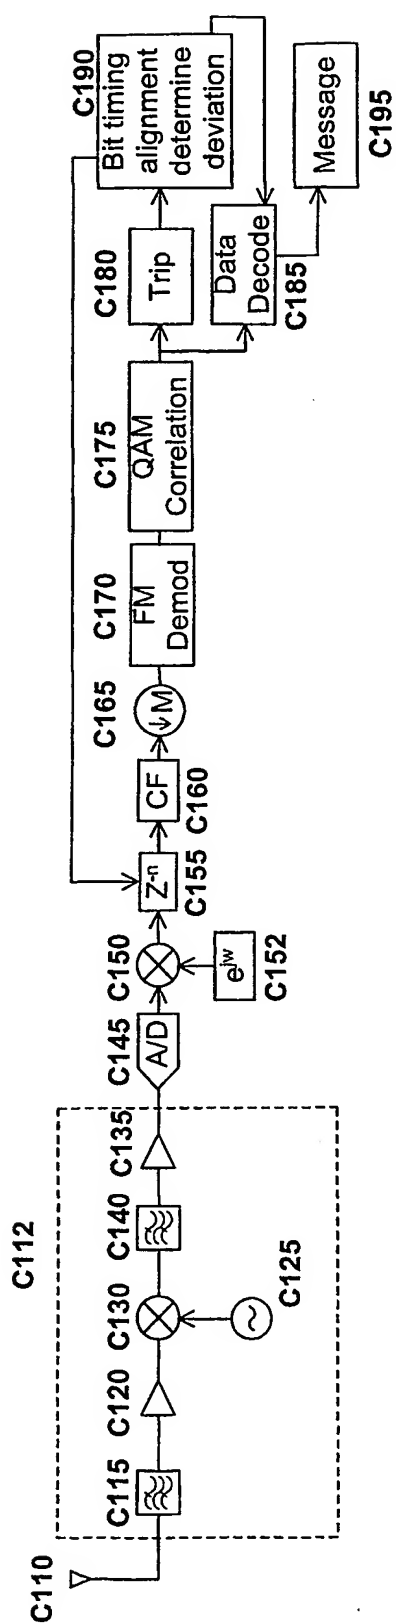 C110
C112
C115
C120
C130
C125
C140
C135
C145
A/D
C150
e^jw
C152
Z^-n
C155
CF
C160
C165
↓M
C170
FM
Demod
C175
QAM
Correlation
C180
Trip
Data
Decode
C185
C190
Bit timing
alignment
determine
deviation
Message
C195